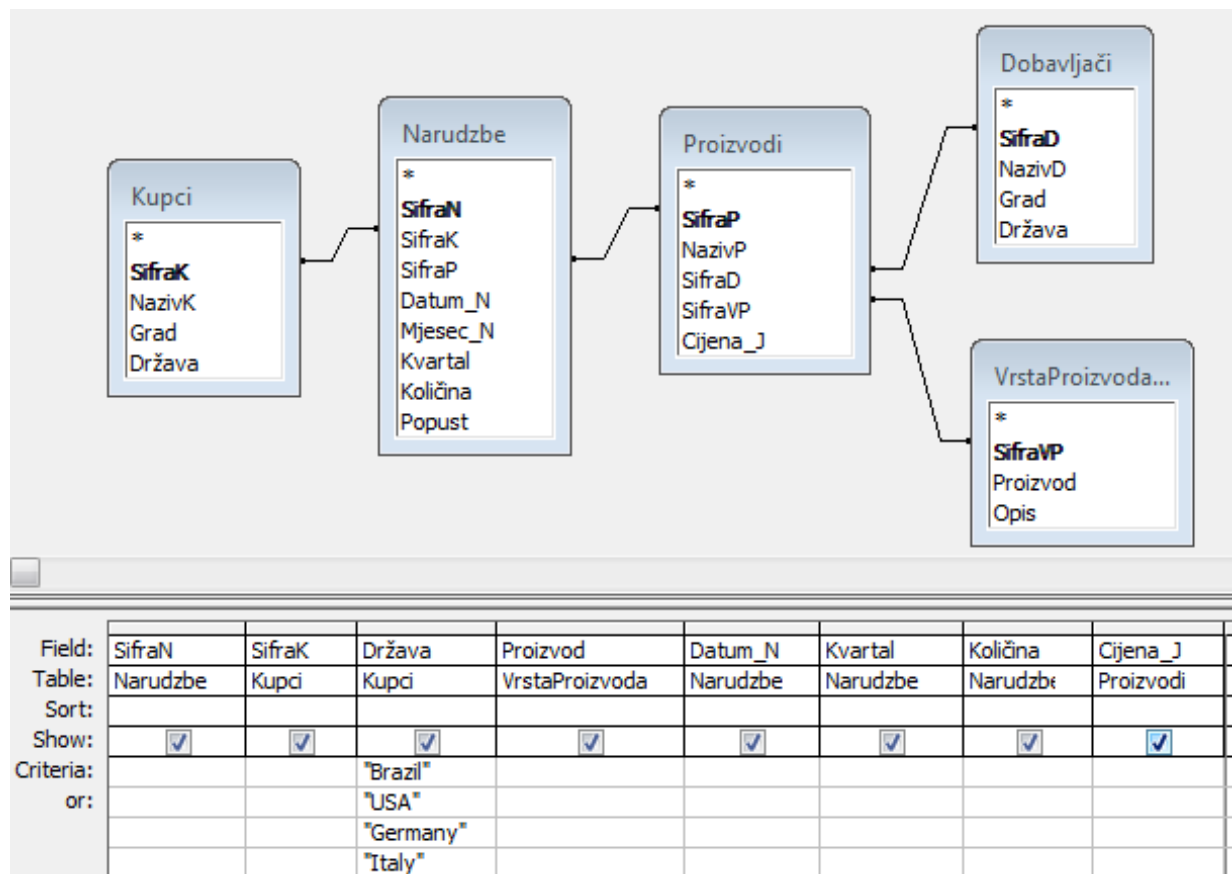 Kupci
*
SifraK
NazivK
Grad
Država
Narudzbe
*
SifraN
SifraK
SifraP
Datum_N
Mjesec_N
Kvartal
Količina
Popust
Proizvodi
*
SifraP
NazivP
SifraD
SifraVP
Cijena_J
Dobavljači
*
SifraD
NazivD
Grad
Država
VrstaProizvoda...
*
SifraVP
Proizvod
Opis
Field: SifraN SifraK Država Proizvod Datum_N Kvartal Količina Cijena_J
Table: Narudzbe Kupci Kupci VrstaProizvoda Narudzbe Narudzbe Narudzbe Proizvodi
Sort:
Show:
Criteria: "Brazil"
or: "USA"
"Germany"
"Italy"